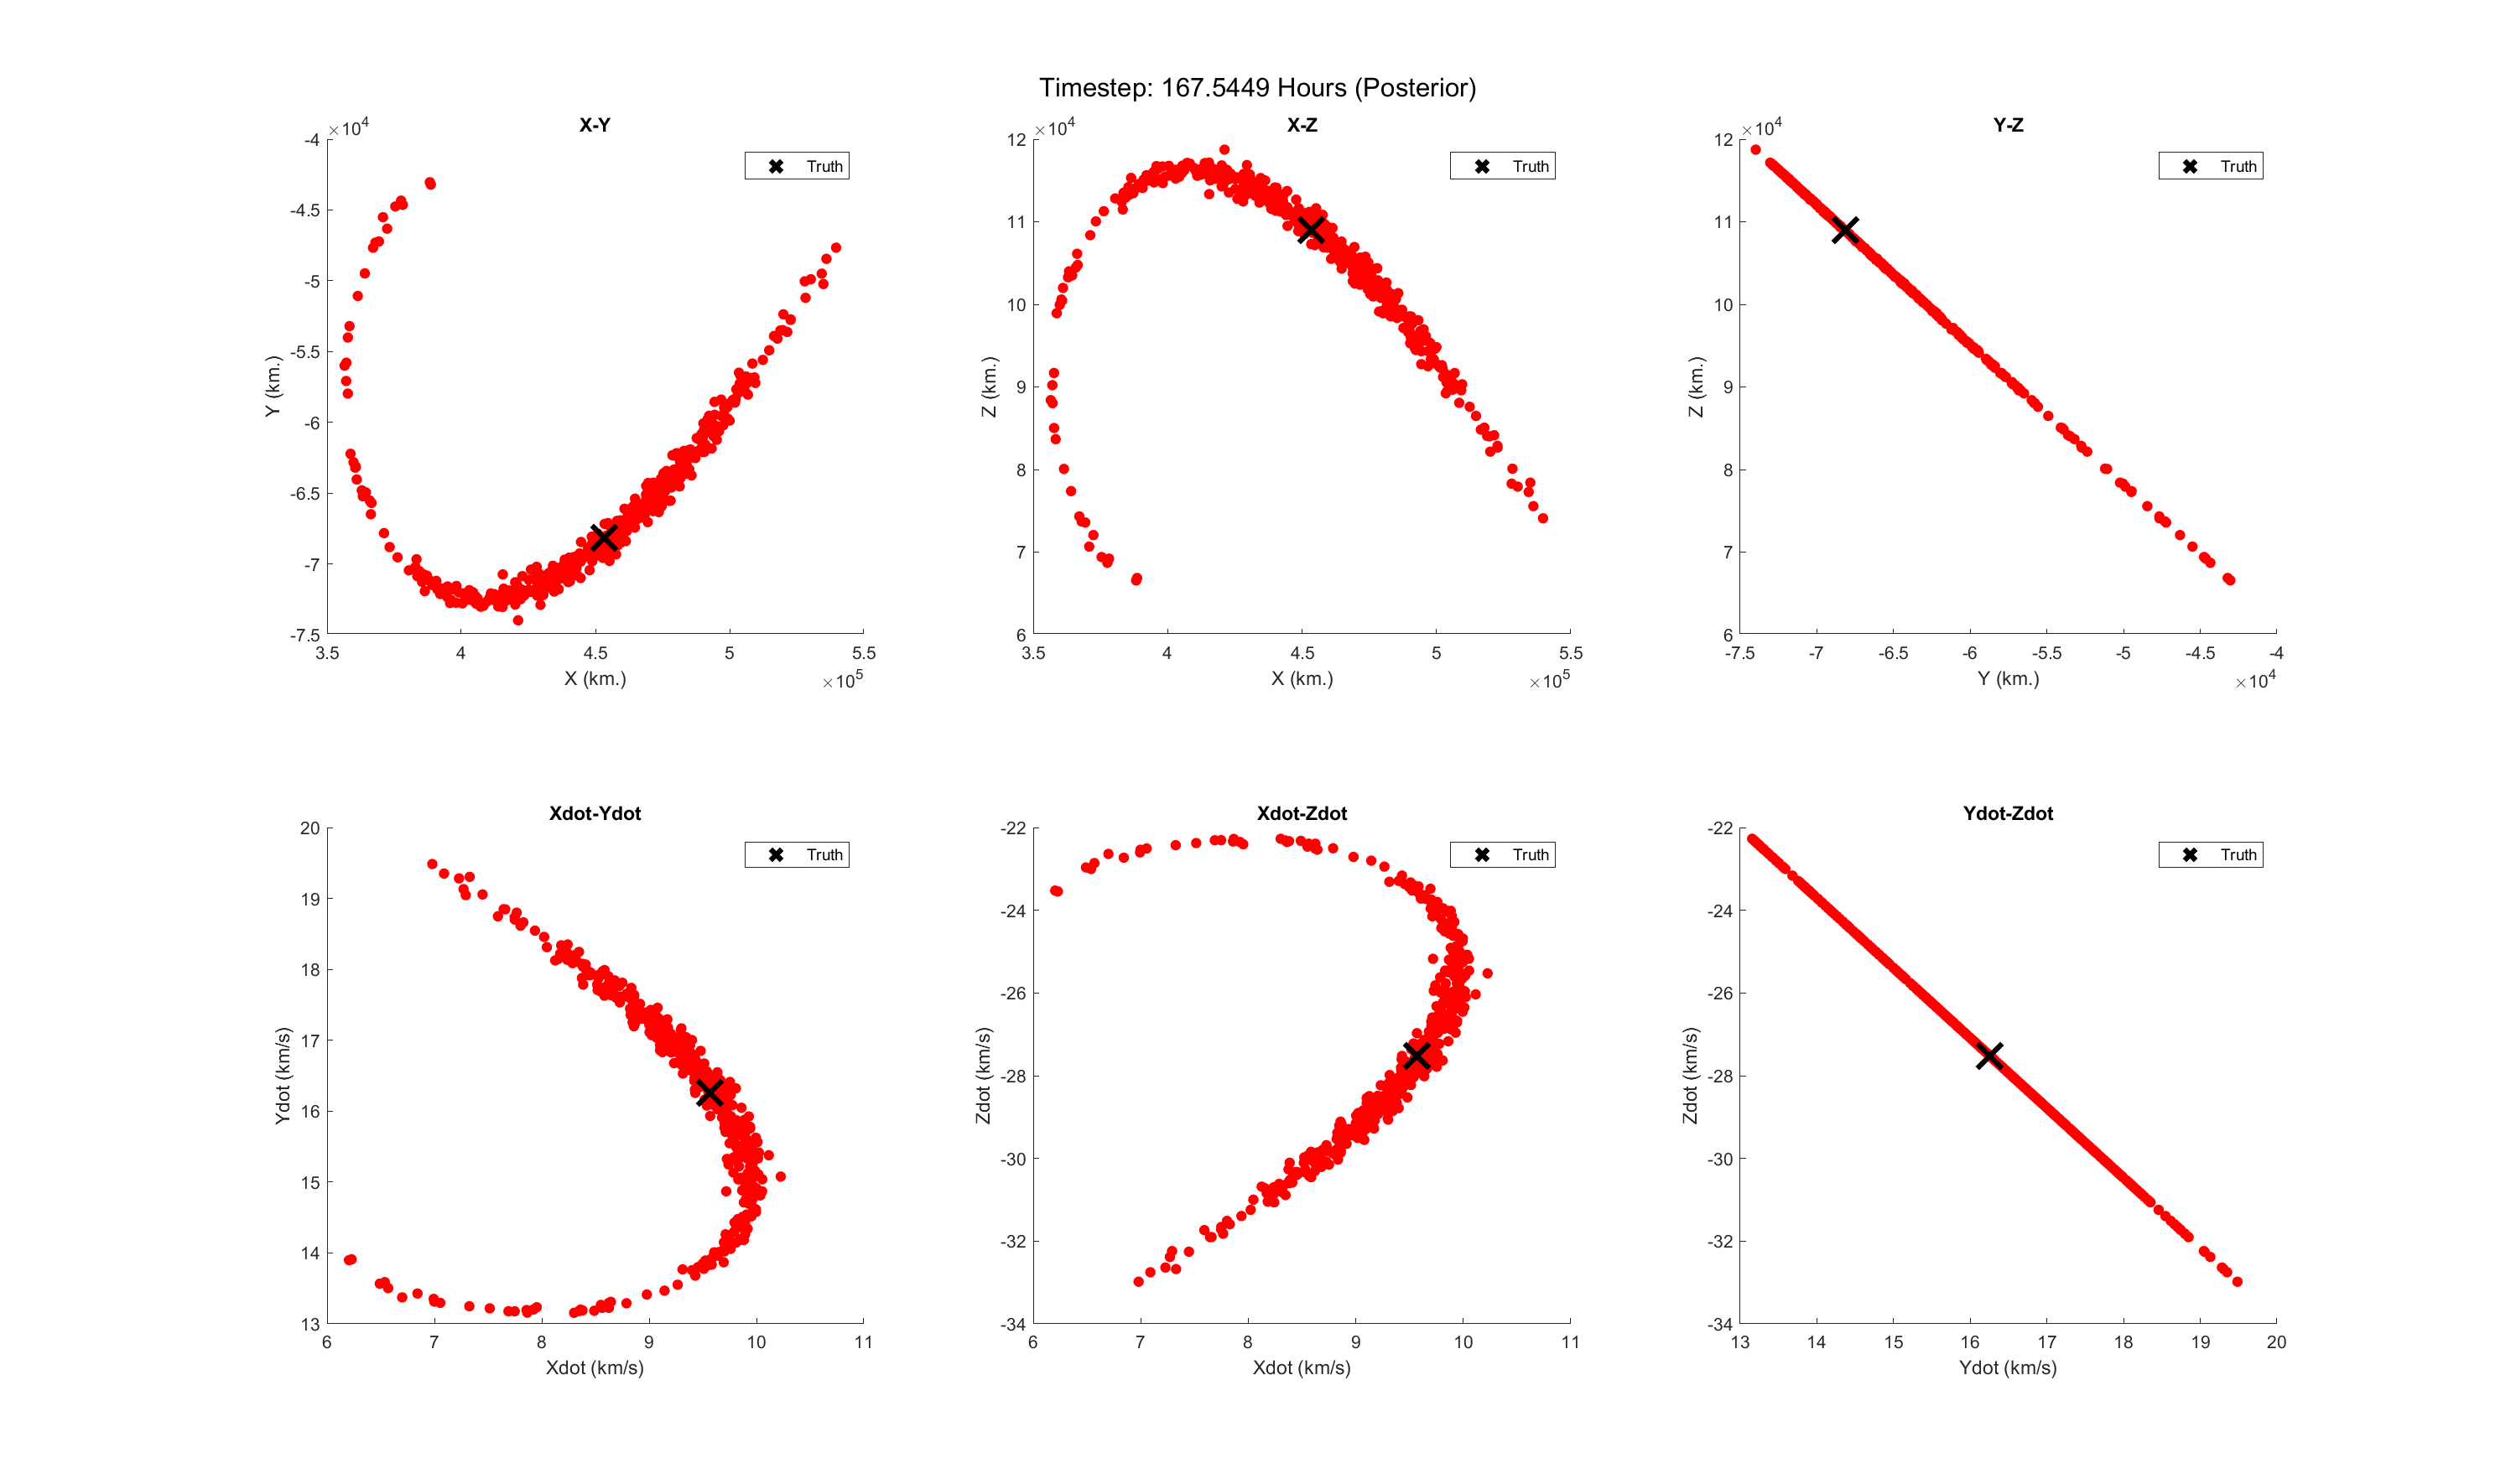 Timestep: 167.5449 Hours (Posterior)
X-Y
×10^4
-4
-4.5
-5
-5.5
-6
-6.5
-7
-7.5
Y (km.)
3.5 4 4.5 5 5.5
X (km.)
×10^5
Truth
X-Z
×10^4
12
11
10
9
8
7
6
Z (km.)
3.5 4 4.5 5 5.5
X (km.)
×10^5
Truth
Y-Z
×10^4
12
11
10
9
8
7
6
Z (km.)
-7.5 -7 -6.5 -6 -5.5 -5 -4.5 -4
Y (km.)
×10^4
Truth
Xdot-Ydot
20
19
18
17
16
15
14
13
Ydot (km/s)
6 7 8 9 10 11
Xdot (km/s)
Truth
Xdot-Zdot
-22
-24
-26
-28
-30
-32
-34
Zdot (km/s)
6 7 8 9 10 11
Xdot (km/s)
Truth
Ydot-Zdot
-22
-24
-26
-28
-30
-32
-34
Zdot (km/s)
13 14 15 16 17 18 19 20
Ydot (km/s)
Truth